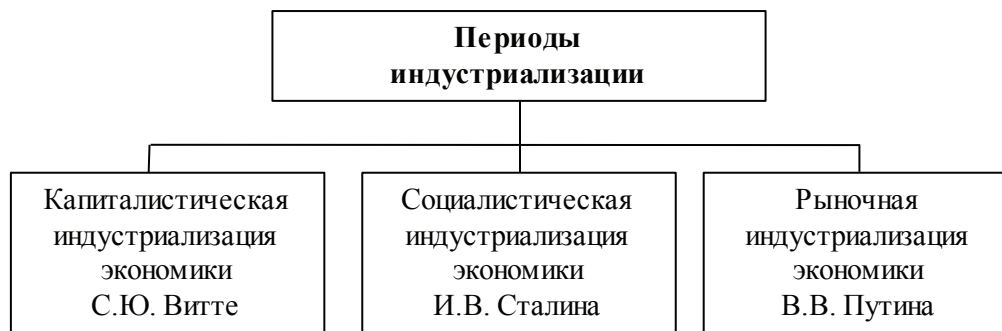 Периоды
индустриализации
Капиталистическая
индустриализация
экономики
С.Ю. Витте
Социалистическая
индустриализация
экономики
И.В. Сталина
Рыночная
индустриализация
экономики
В.В. Путина